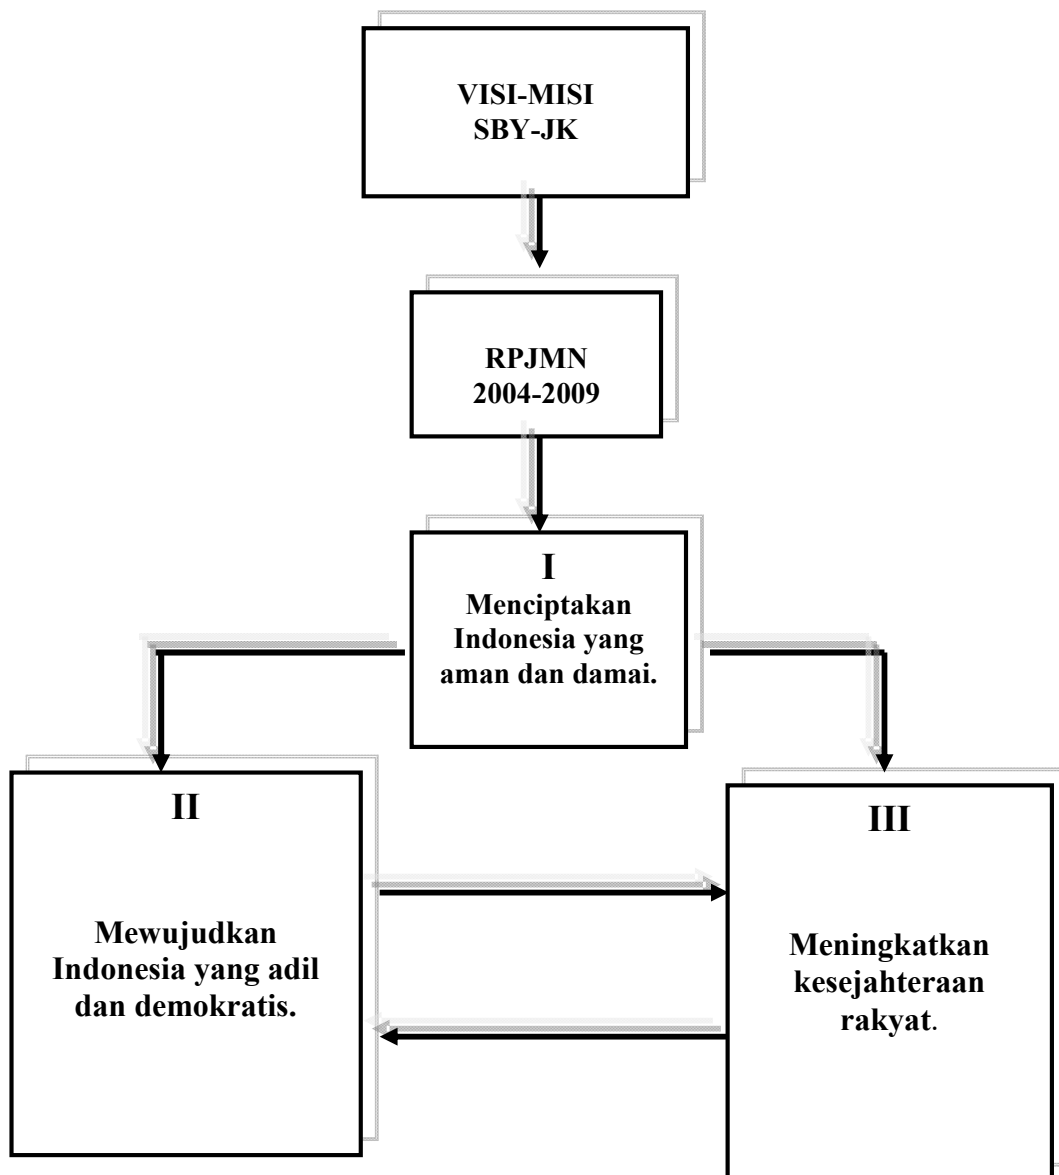 VISI-MISI
SBY-JK
RPJMN
2004-2009
I
Menciptakan
Indonesia yang
aman dan damai.
II
Mewujudkan
Indonesia yang adil
dan demokratis.
III
Meningkatkan
kesejahteraan
rakyat.